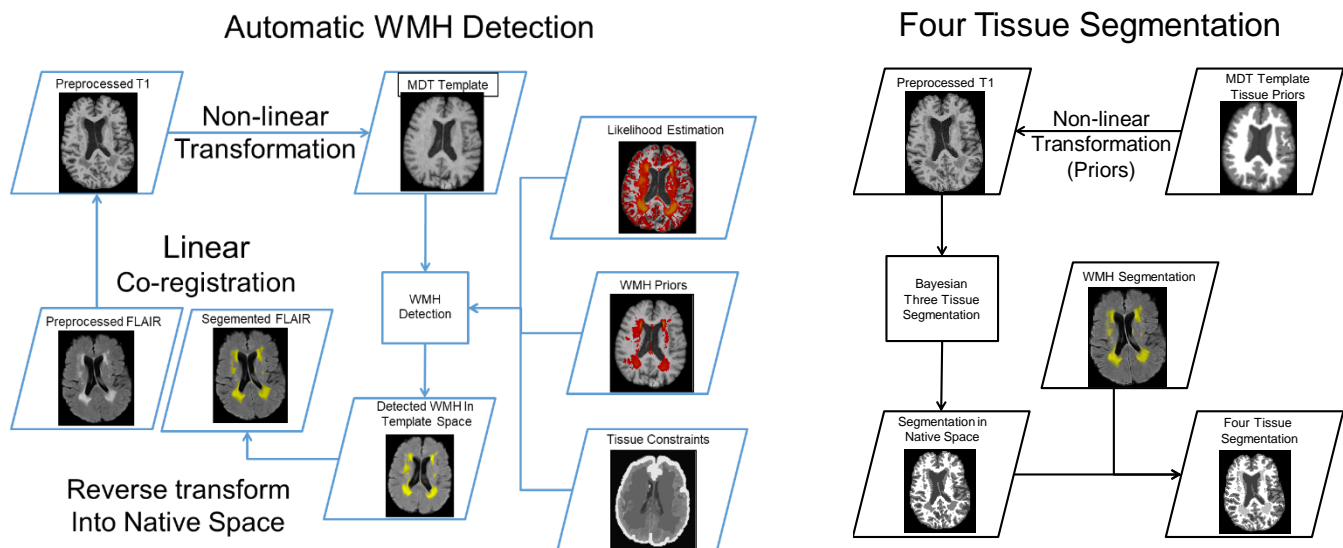 Automatic WMH Detection
Preprocessed T1
Non-linear
Transformation
MDT Template
Likelihood Estimation
Linear
Co-registration
Preprocessed FLAIR
Segemented FLAIR
WMH
Detection
WMH Priors
Detected WMH In
Template Space
Tissue Constraints
Reverse transform
Into Native Space
Four Tissue Segmentation
Preprocessed T1
Non-linear
Transformation
(Priors)
MDT Template
Tissue Priors
Bayesian
Three Tissue
Segmentation
WMH Segmentation
Segmentation in
Native Space
Four Tissue
Segmentation